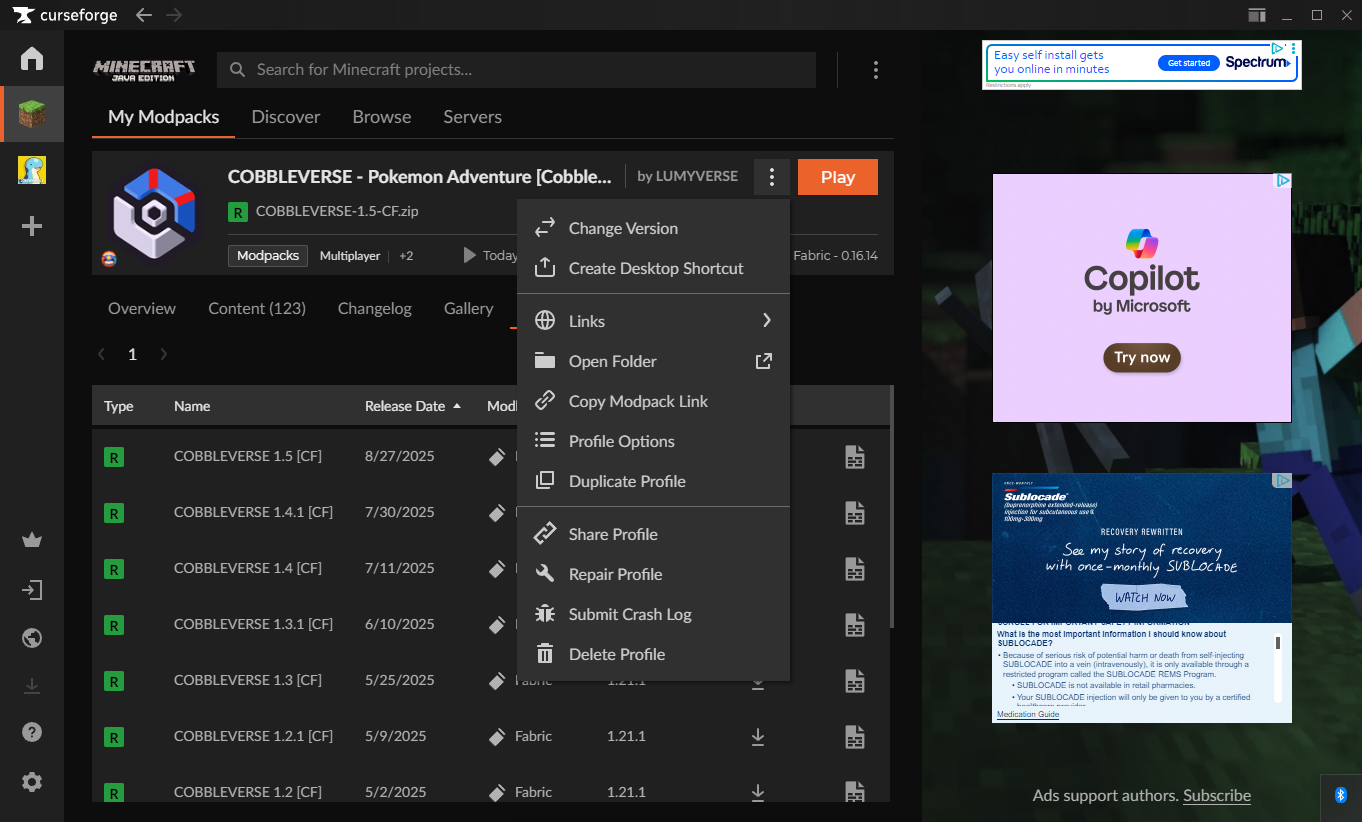 curseforge
MINECRAFT
JAVA EDITION
Search for Minecraft projects...
My Modpacks
Discover
Browse
Servers
COBBLEVERSE - Pokemon Adventure [Cobble...
by LUMYVERSE
Play
R
COBBLEVERSE-1.5-CF.zip
Modpacks
Multiplayer
+2
Today
Fabric - 0.16.14
Change Version
Create Desktop Shortcut
Links
Open Folder
Copy Modpack Link
Profile Options
Duplicate Profile
Share Profile
Repair Profile
Submit Crash Log
Delete Profile
Overview
Content (123)
Changelog
Gallery
1
Type
Name
Release Date
R
COBBLEVERSE 1.5 [CF]
8/27/2025
R
COBBLEVERSE 1.4.1 [CF]
7/30/2025
R
COBBLEVERSE 1.4 [CF]
7/11/2025
R
COBBLEVERSE 1.3.1 [CF]
6/10/2025
R
COBBLEVERSE 1.3 [CF]
5/25/2025
Fabric
1.21.1
R
COBBLEVERSE 1.2.1 [CF]
5/9/2025
Fabric
1.21.1
R
COBBLEVERSE 1.2 [CF]
5/2/2025
Fabric
1.21.1
Easy self install gets
you online in minutes
Get started
Spectrum
Restrictions apply
Copilot
by Microsoft
Try now
ONCE-MONTHLY
Sublocade
(buprenorphine extended-release)
injection for subcutaneous use
100mg·300mg
RECOVERY REWRITTEN
See my story of recovery
with once-monthly SUBLOCADE
WATCH NOW
SCROLL FOR IMPORTANT SAFETY INFORMATION
What is the most important information I should know about
SUBLOCADE?
• Because of serious risk of potential harm or death from self-injecting
SUBLOCADE into a vein (intravenously), it is only available through a
restricted program called the SUBLOCADE REMS Program.
• SUBLOCADE is not available in retail pharmacies.
• Your SUBLOCADE injection will only be given to you by a certified
healthcare provider.
Medication Guide
Ads support authors. Subscribe